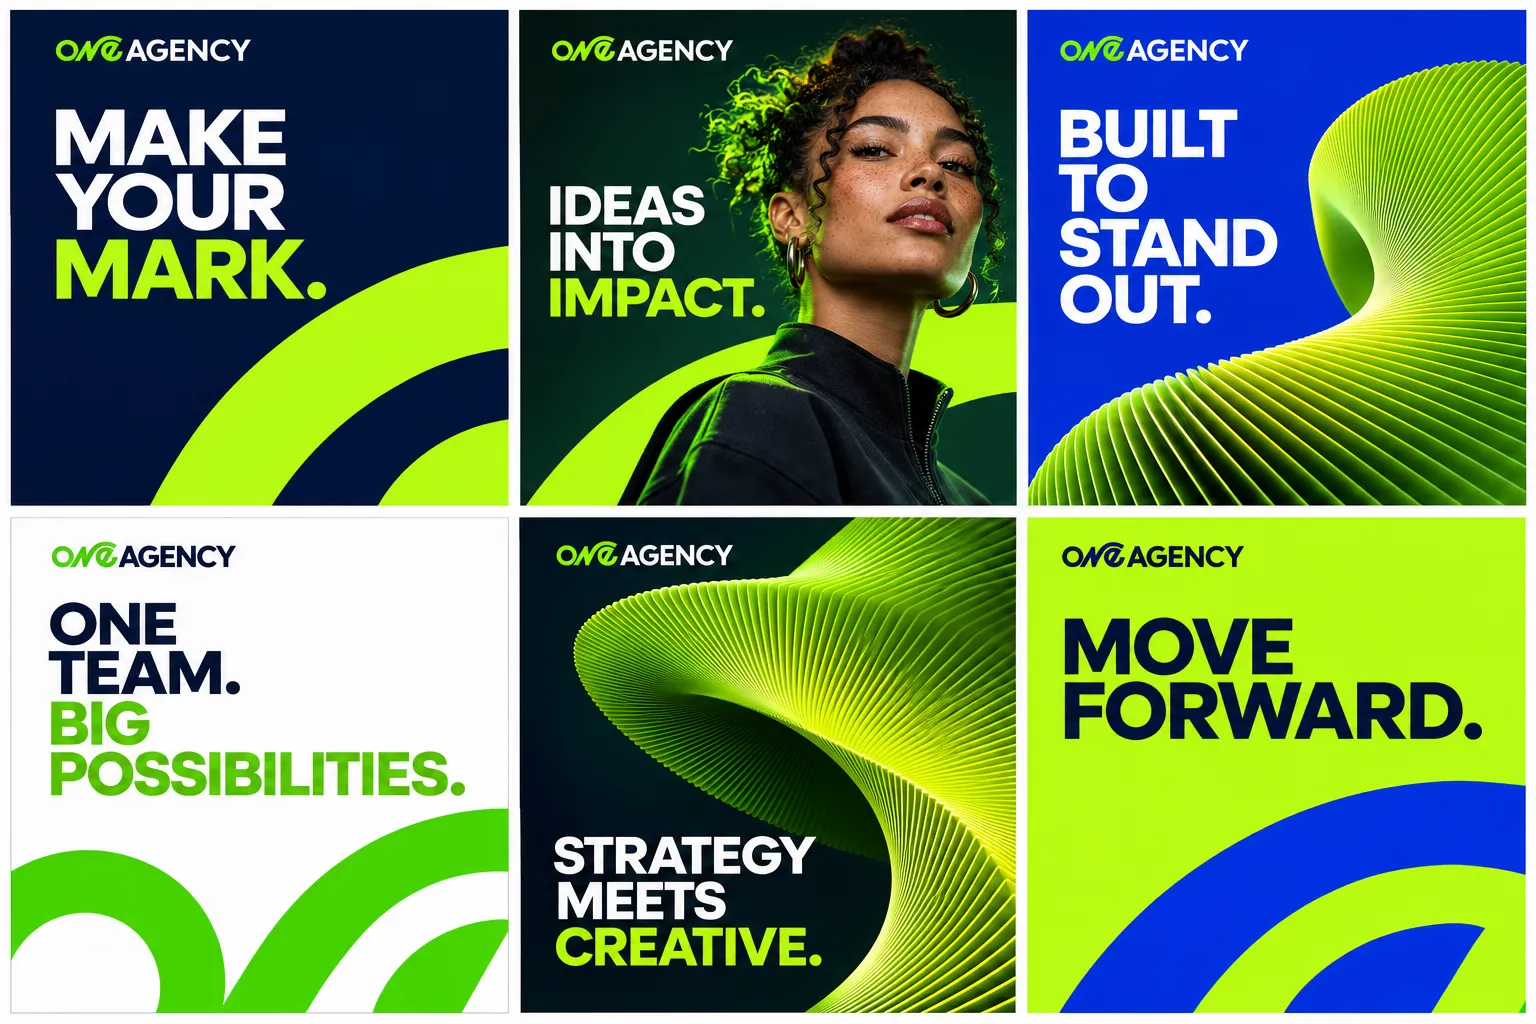 ONE AGENCY
MAKE
YOUR
MARK.
ONE AGENCY
IDEAS
INTO
IMPACT.
ONE AGENCY
BUILT
TO
STAND
OUT.
ONE AGENCY
ONE
TEAM.
BIG
POSSIBILITIES.
ONE AGENCY
STRATEGY
MEETS
CREATIVE.
ONE AGENCY
MOVE
FORWARD.